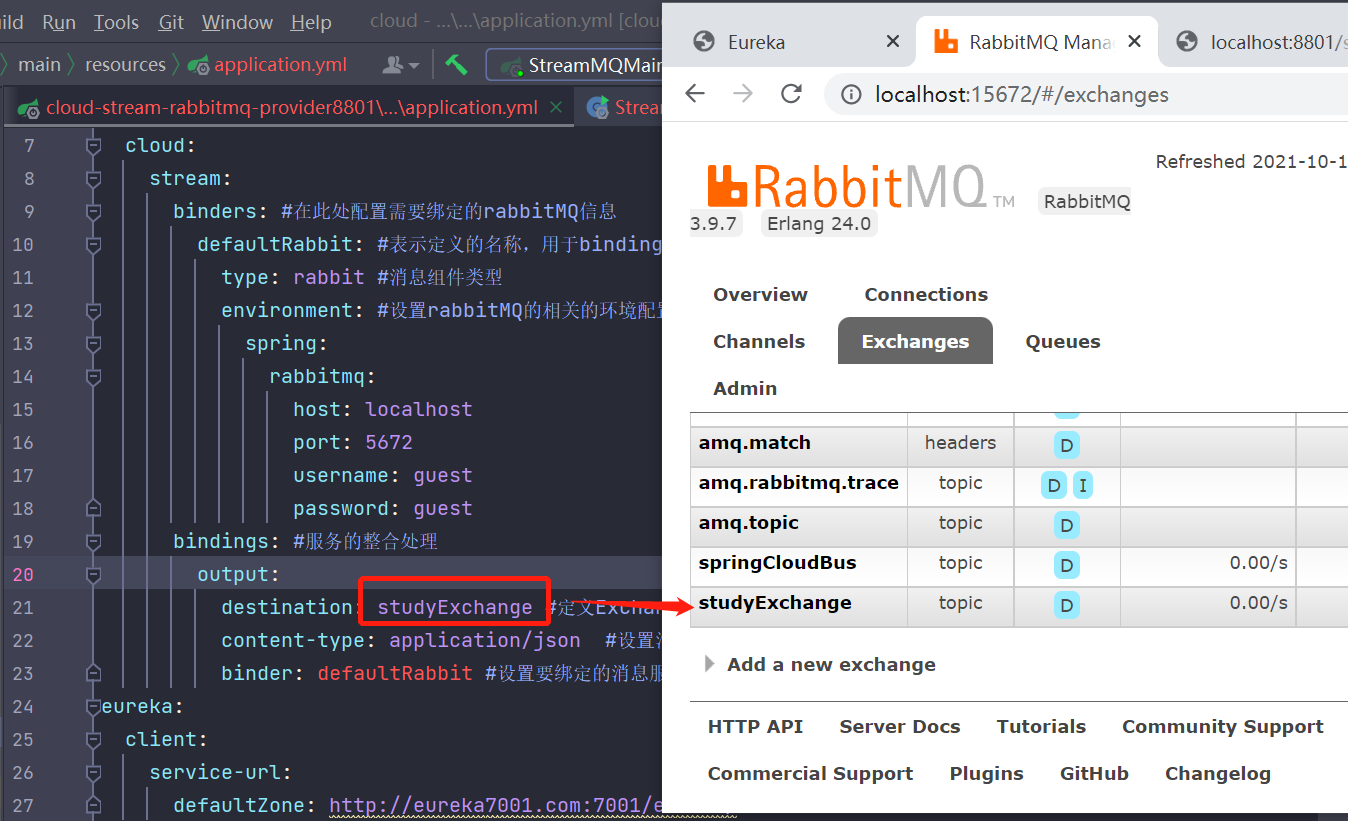 ild Run Tools Git Window Help cloud - ...\...\application.yml [clou
main resources application.yml StreamMQMain
cloud-stream-rabbitmq-provider8801\...\application.yml Strea
7 cloud:
8 stream:
9 binders: #在此处配置需要绑定的rabbitMQ信息
10 defaultRabbit: #表示定义的名称，用于binding
11 type: rabbit #消息组件类型
12 environment: #设置rabbitMQ的相关的环境配置
13 spring:
14 rabbitmq:
15 host: localhost
16 port: 5672
17 username: guest
18 password: guest
19 bindings: #服务的整合处理
20 output:
21 destination: studyExchange #定义Exchan
22 content-type: application/json #设置
23 binder: defaultRabbit #设置要绑定的消息服
24 eureka:
25 client:
26 service-url:
27 defaultZone: http://eureka7001.com:7001/e
Eureka RabbitMQ Mana localhost:8801/s
localhost:15672/#/exchanges
Refreshed 2021-10-1
RabbitMQ TM RabbitMQ
3.9.7 Erlang 24.0
Overview Connections
Channels Exchanges Queues
Admin
amq.match headers D
amq.rabbitmq.trace topic D I
amq.topic topic D
springCloudBus topic D 0.00/s
studyExchange topic D 0.00/s
Add a new exchange
HTTP API Server Docs Tutorials Community Support
Commercial Support Plugins GitHub Changelog